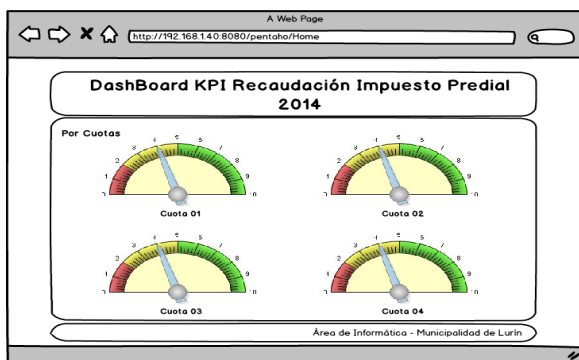 A Web Page
http://192.168.1.40:8080/pentaho/Home
DashBoard KPI Recaudación Impuesto Predial
2014
Por Cuotas
Cuota 01
Cuota 02
Cuota 03
Cuota 04
Área de Informática - Municipalidad de Lurín